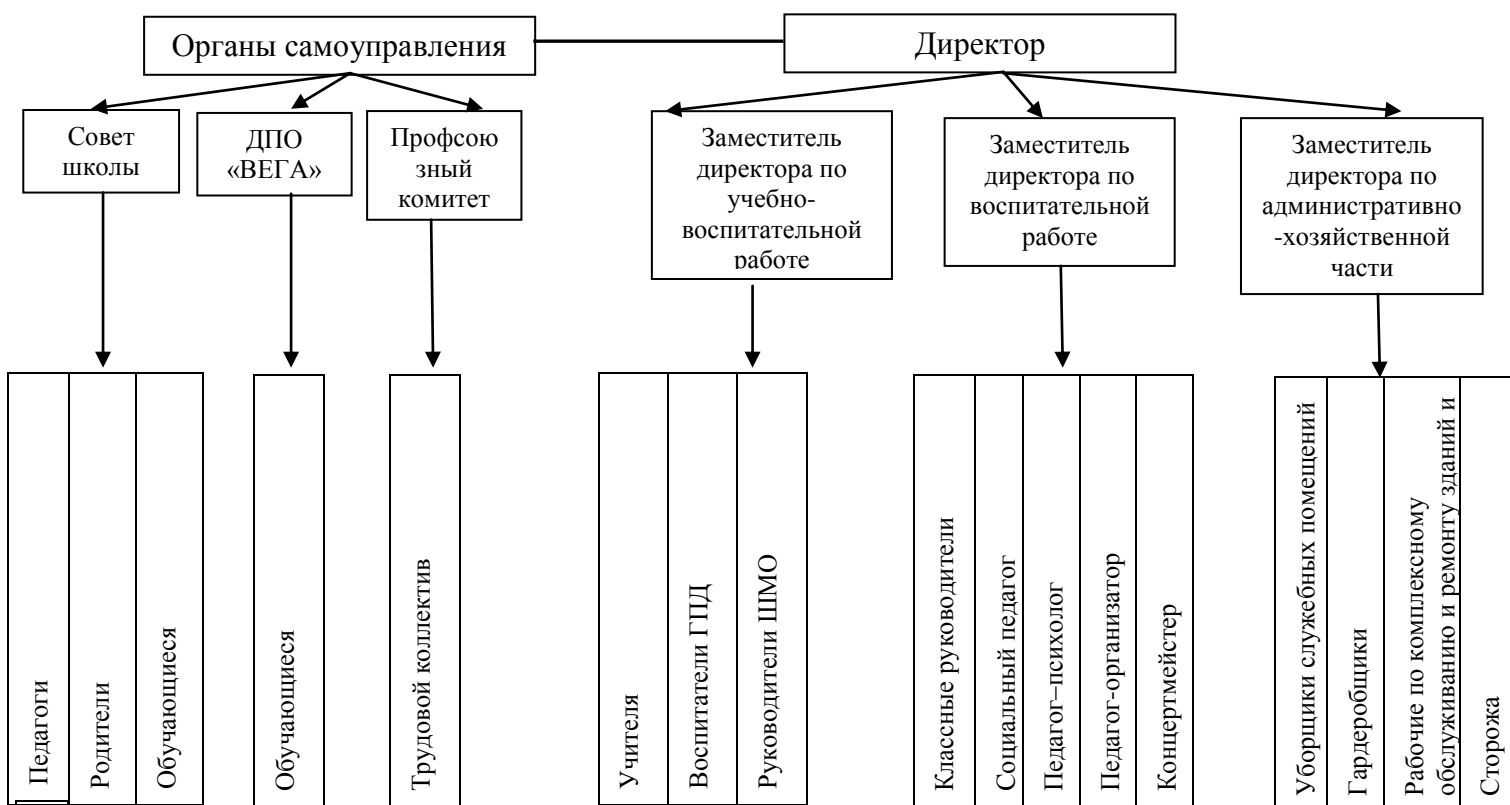 Органы самоуправления
Директор
Совет
школы
ДПО
«ВЕГА»
Профсою
зный
комитет
Заместитель
директора по
учебно-
воспитательной
работе
Заместитель
директора по
воспитательной
работе
Заместитель
директора по
административно
-хозяйственной
части
Педагоги
Родители
Обучающиеся
Обучающиеся
Трудовой коллектив
Учителя
Воспитатели ГПД
Руководители ШМО
Классные руководители
Социальный педагог
Педагог–психолог
Педагог-организатор
Концертмейстер
Уборщики служебных помещений
Гардеробщики
Рабочие по комплексному
обслуживанию и ремонту зданий и
Сторожа